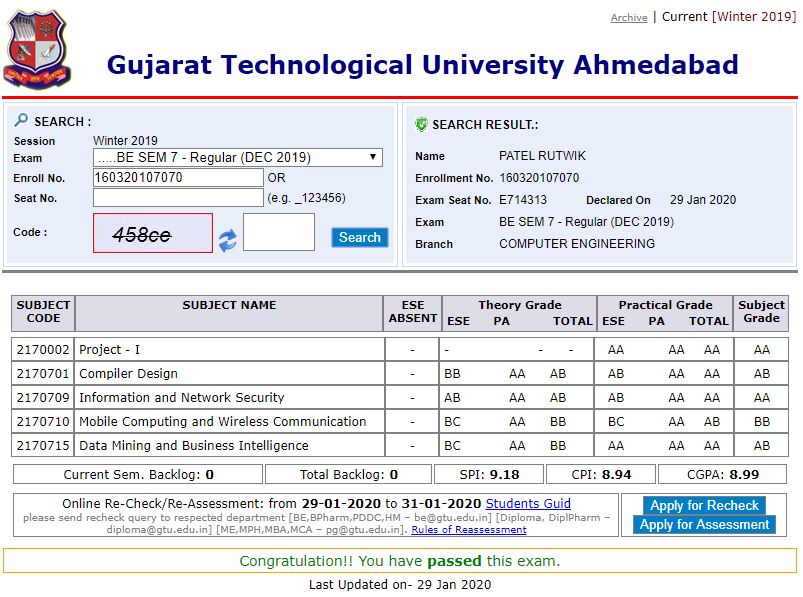 Archive | Current [Winter 2019]
Gujarat Technological University Ahmedabad
SEARCH :
Session Winter 2019
Exam .....BE SEM 7 - Regular (DEC 2019)
Enroll No. 160320107070 OR
Seat No. (e.g. _123456)
Code : 458ce Search
SEARCH RESULT.:
Name PATEL RUTWIK
Enrollment No. 160320107070
Exam Seat No. E714313 Declared On 29 Jan 2020
Exam BE SEM 7 - Regular (DEC 2019)
Branch COMPUTER ENGINEERING
SUBJECT CODE SUBJECT NAME ESE ABSENT Theory Grade Practical Grade Subject Grade
ESE PA TOTAL ESE PA TOTAL
2170002 Project - I - - - - AA AA AA AA
2170701 Compiler Design - BB AA AB AB AA AA AB
2170709 Information and Network Security - AB AA AB AA AA AA AB
2170710 Mobile Computing and Wireless Communication - BC AA BB BC AA AB BB
2170715 Data Mining and Business Intelligence - BC AA BB AA AA AA AB
Current Sem. Backlog: 0 Total Backlog: 0 SPI: 9.18 CPI: 8.94 CGPA: 8.99
Online Re-Check/Re-Assessment: from 29-01-2020 to 31-01-2020 Students Guid
please send recheck query to respected department [BE,BPharm,PDDC,HM – be@gtu.edu.in] [Diploma, DiplPharm –
diploma@gtu.edu.in] [ME,MPH,MBA,MCA – pg@gtu.edu.in]. Rules of Reassessment
Apply for Recheck
Apply for Assessment
Congratulation!! You have passed this exam.
Last Updated on- 29 Jan 2020